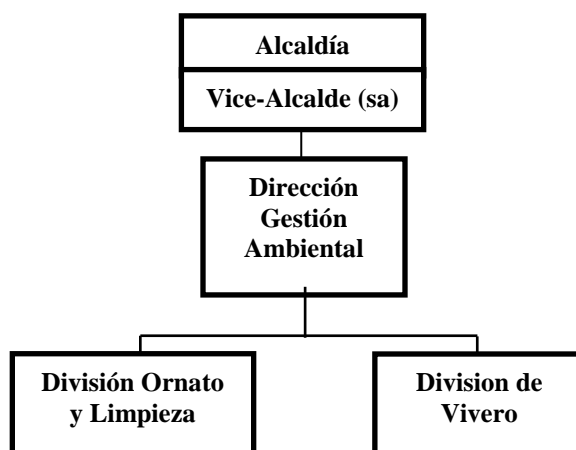 Alcaldía
Vice-Alcalde (sa)
Dirección
Gestión
Ambiental
División Ornato
y Limpieza
Division de
Vivero